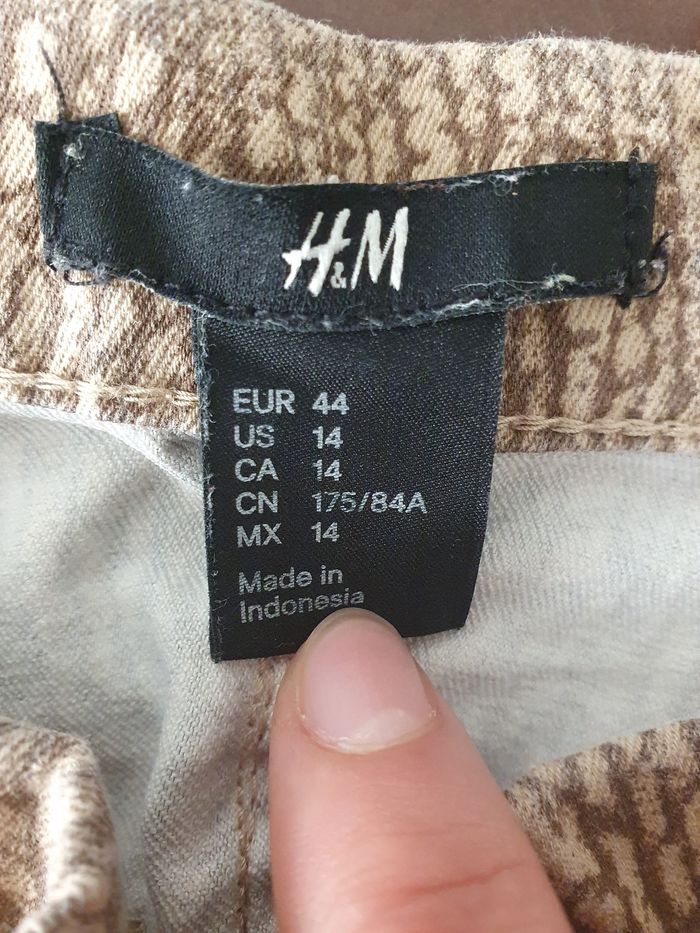 H&M
EUR 44
US 14
CA 14
CN 175/84A
MX 14
Made in
Indonesia